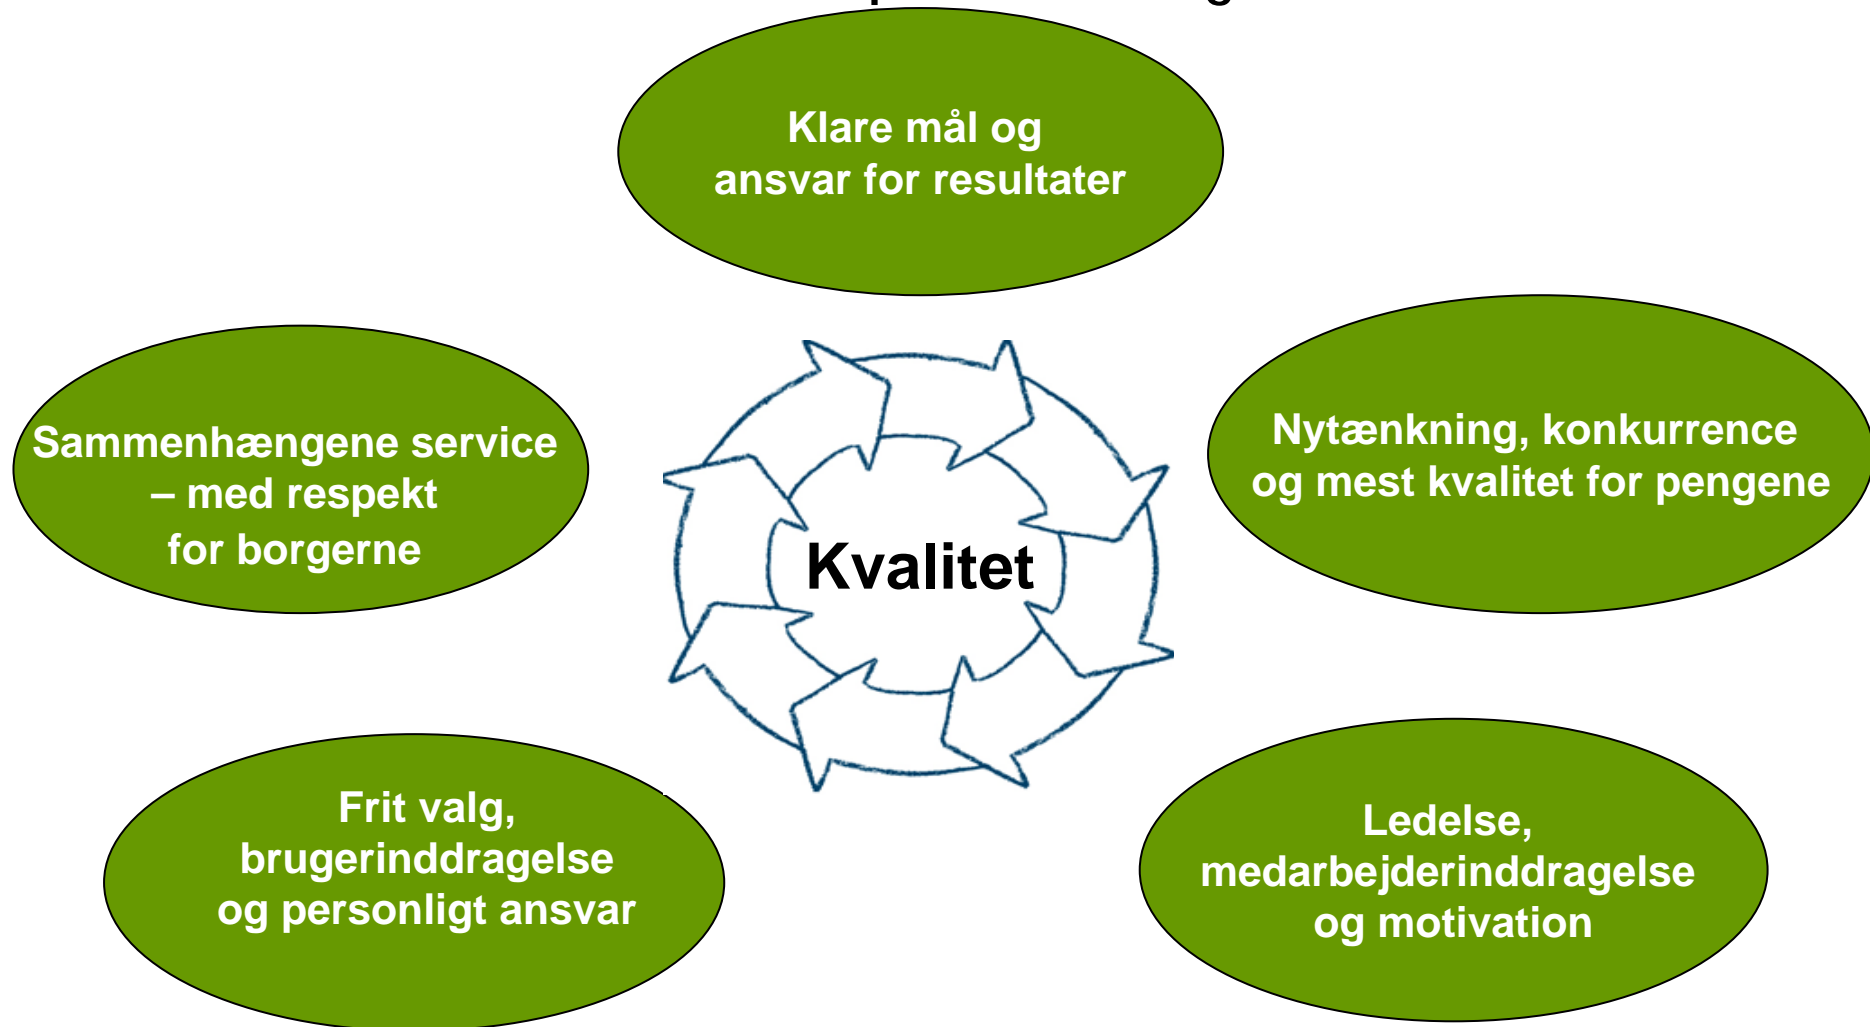 Klare mål og
ansvar for resultater
Sammenhængene service
– med respekt
for borgerne
Nytænkning, konkurrence
og mest kvalitet for pengene
Kvalitet
Frit valg,
brugerinddragelse
og personligt ansvar
Ledelse,
medarbejderinddragelse
og motivation